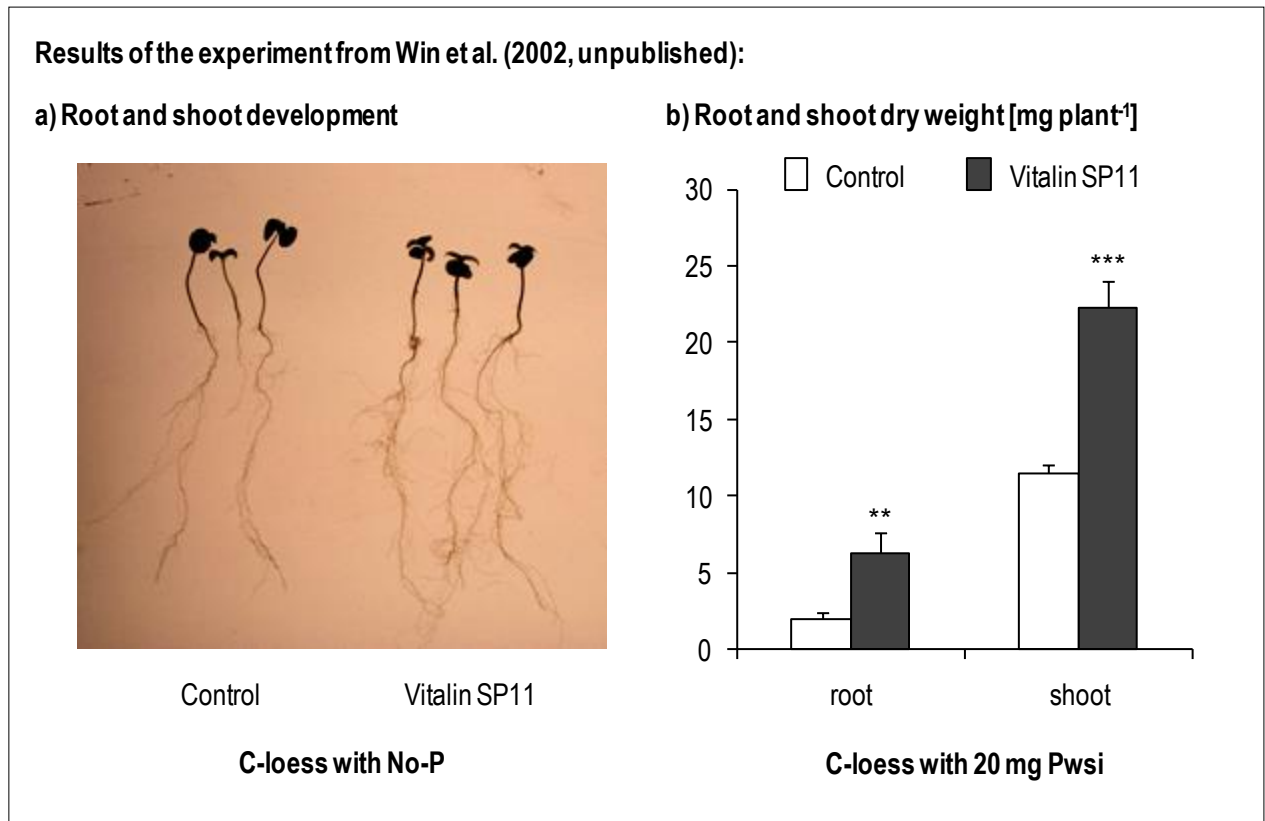 Results of the experiment from Win et al. (2002, unpublished):
a) Root and shoot development
b) Root and shoot dry weight [mg plant-1]
Control
Vitalin SP11
30
25
20
15
10
5
0
**
***
root
shoot
Control
Vitalin SP11
C-loess with No-P
C-loess with 20 mg Pwsi